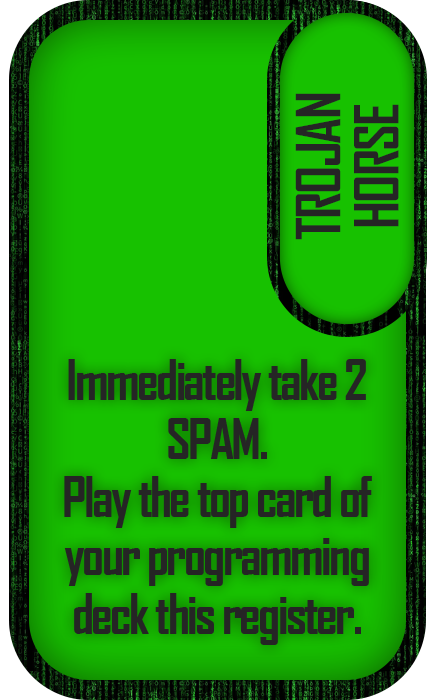 TROJAN
HORSE
Immediately take 2
SPAM.
Play the top card of
your programming
deck this register.